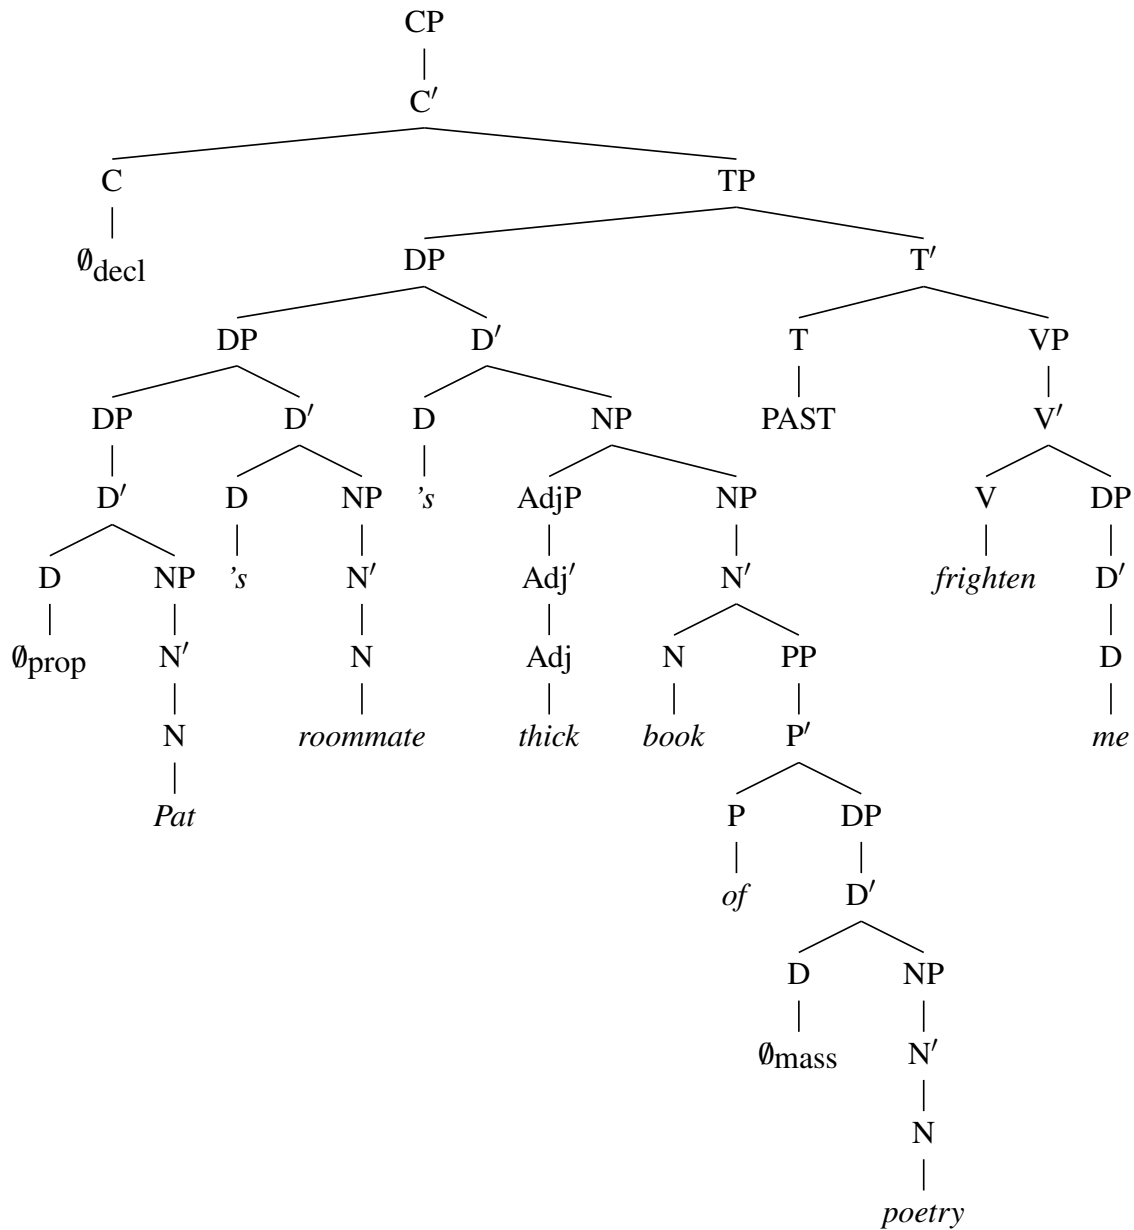 CP
C′
C TP
∅decl DP T′
DP D′ T VP
DP D′ D NP PAST V′
D′ D NP ’s AdjP NP V DP
D NP ’s N′ Adj′ N′ frighten D′
∅prop N′ N Adj N PP D
N roommate thick book P′ me
Pat P DP
of D′
D NP
∅mass N′
N
poetry